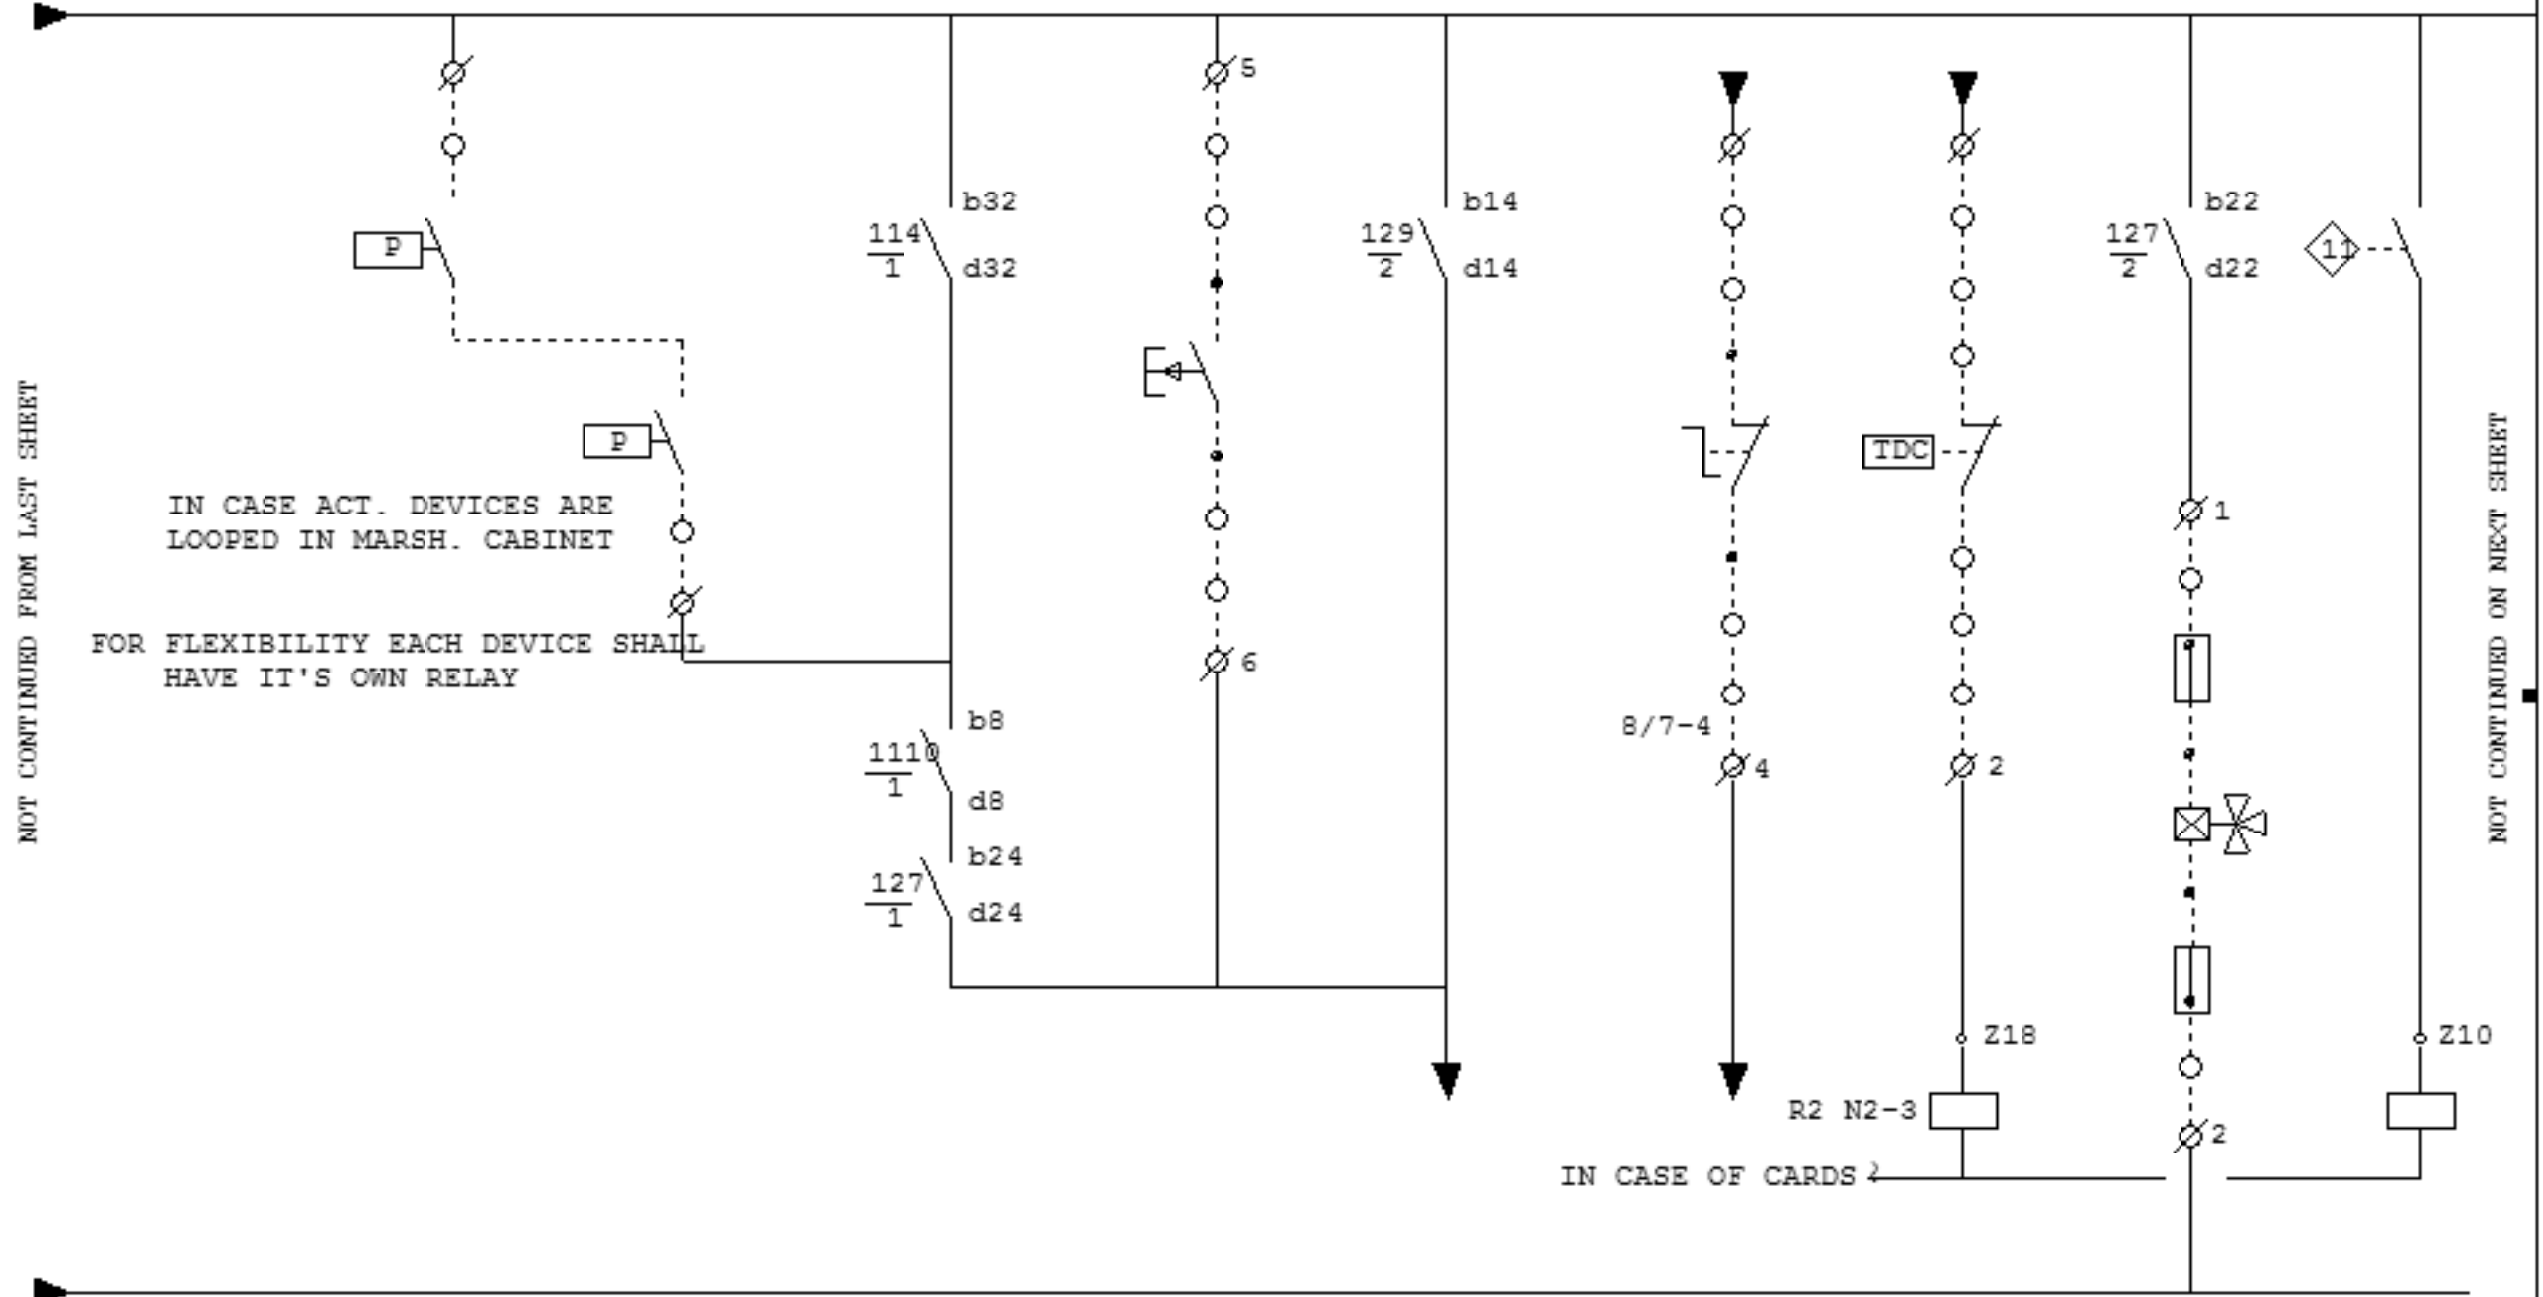 5
b32
114
1
d32
b14
129
2
d14
b22
127
2
d22
11
P
P
TDC
NOT CONTINUED FROM LAST SHEET
NOT CONTINUED ON NEXT SHEET
IN CASE ACT. DEVICES ARE
LOOPED IN MARSH. CABINET
1
FOR FLEXIBILITY EACH DEVICE SHALL
HAVE IT'S OWN RELAY
6
b8
1110
1
d8
8/7-4
4
2
b24
127
1
d24
Z18
Z10
R2 N2-3
2
IN CASE OF CARDS